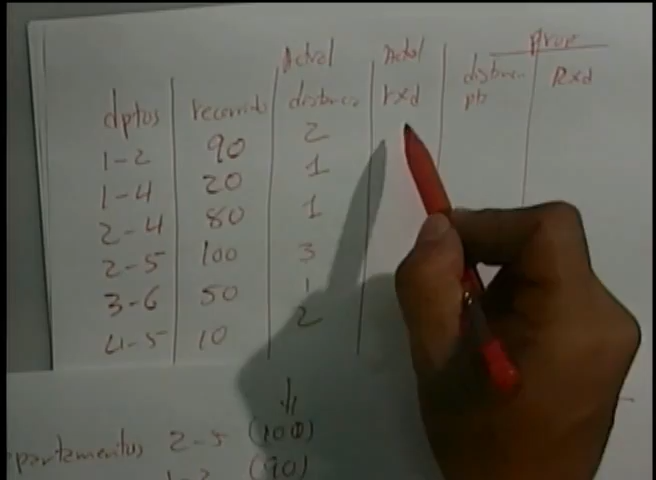 Actual Actual Prop
dptos recorrido distancia rxd distancia Rxd
1-2 90 2
1-4 20 1
2-4 80 1
2-5 100 3
3-6 50 1
4-5 10 2
partamentos 2-5 (100)
1-2 (90)